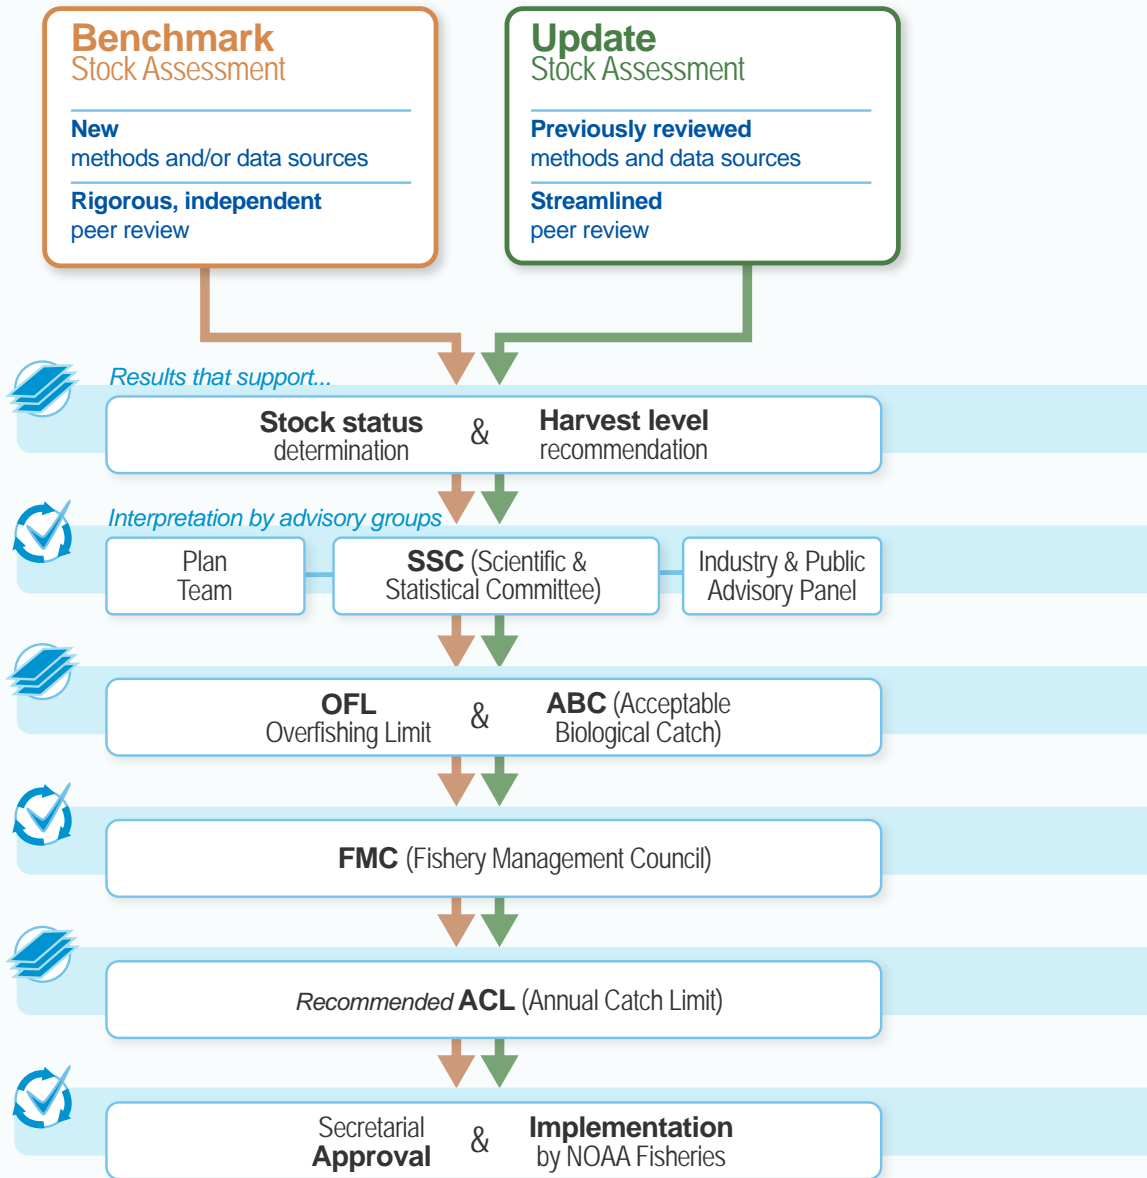 Benchmark
Stock Assessment
New
methods and/or data sources
Rigorous, independent
peer review
Update
Stock Assessment
Previously reviewed
methods and data sources
Streamlined
peer review
Results that support...
Stock status
determination
&
Harvest level
recommendation
Interpretation by advisory groups
Plan
Team
SSC (Scientific &
Statistical Committee)
Industry & Public
Advisory Panel
OFL
Overfishing Limit
&
ABC (Acceptable
Biological Catch)
FMC (Fishery Management Council)
Recommended ACL (Annual Catch Limit)
Secretarial
Approval
&
Implementation
by NOAA Fisheries